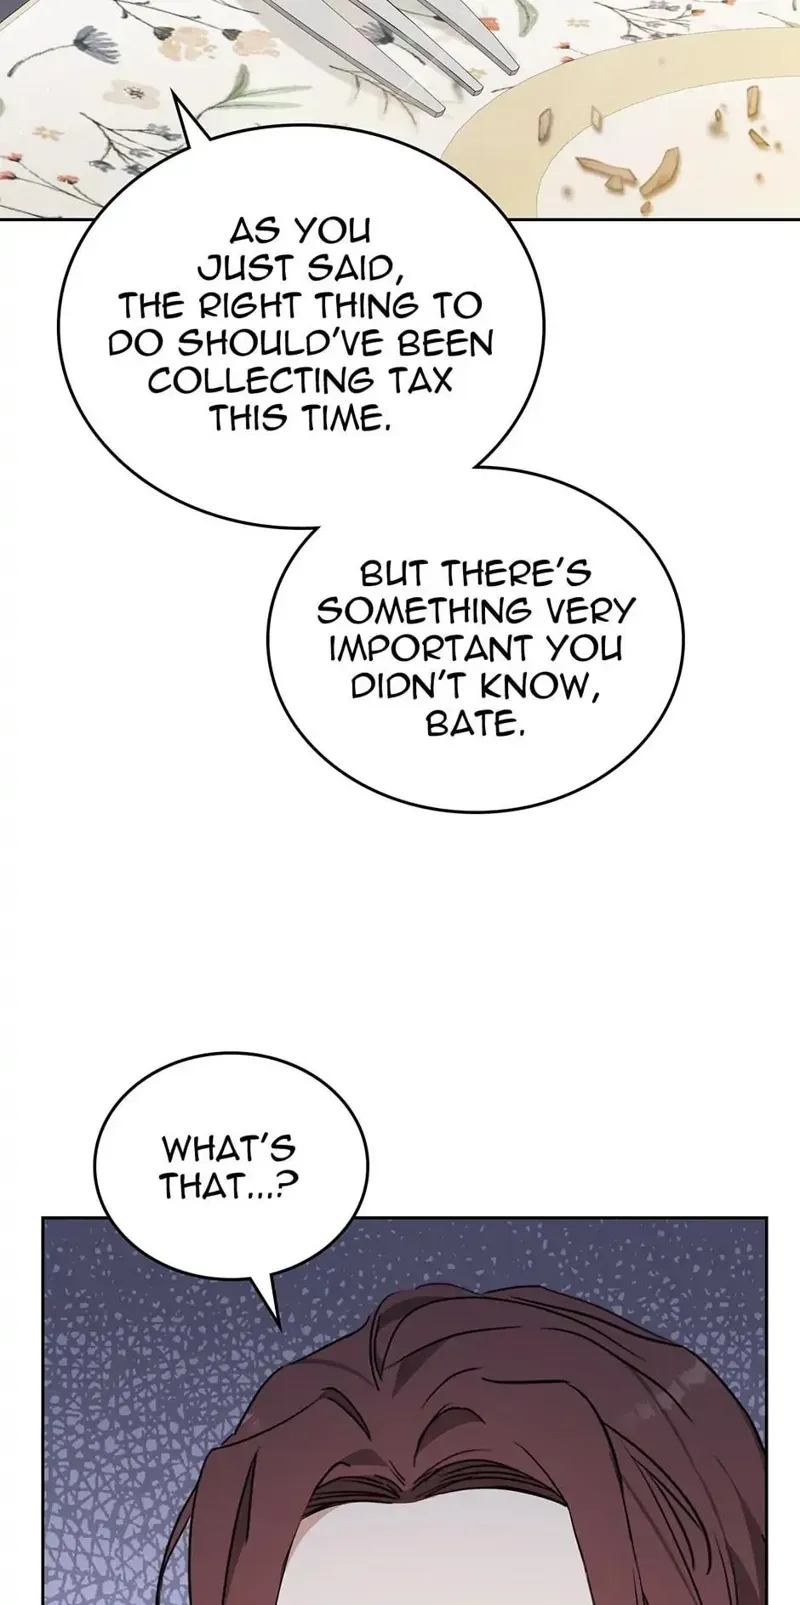 AS YOU
JUST SAID,
THE RIGHT THING TO
DO SHOULD'VE BEEN
COLLECTING TAX
THIS TIME.
BUT THERE'S
SOMETHING VERY
IMPORTANT YOU
DIDN'T KNOW,
BATE.
WHAT'S
THAT...?